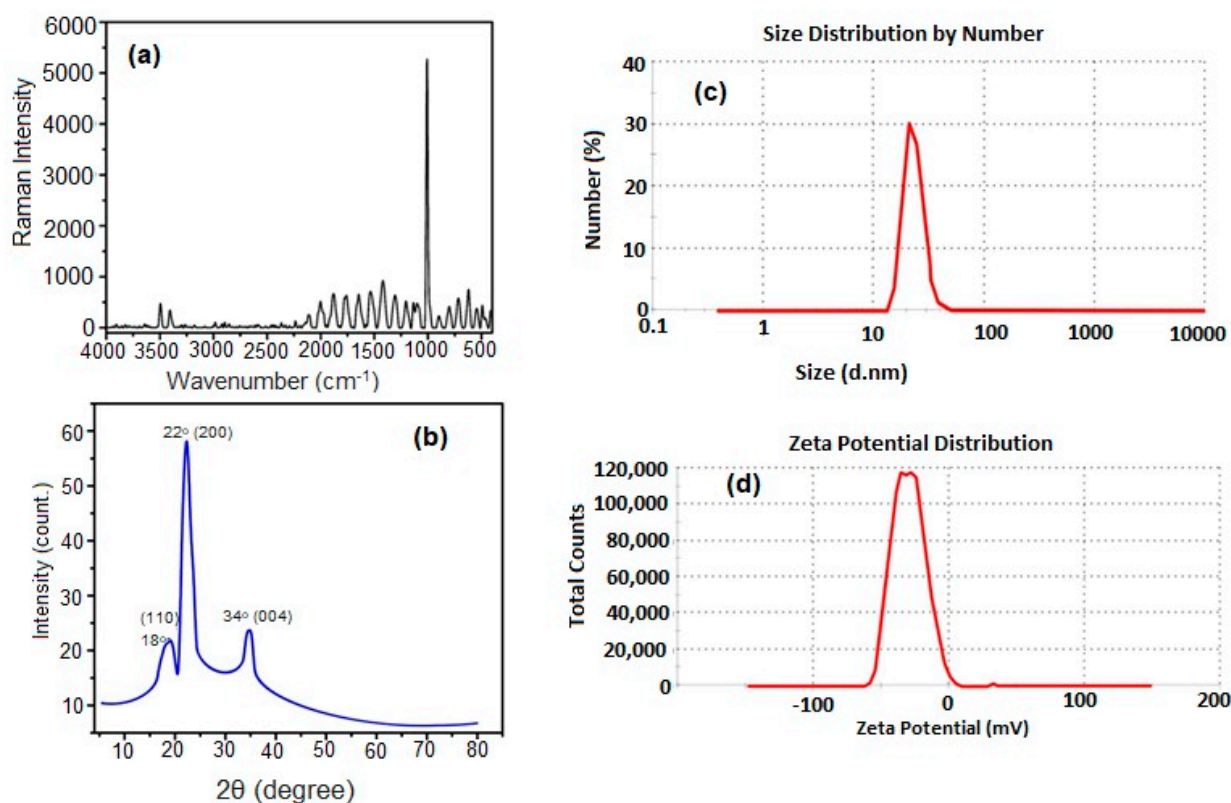 (a)
6000
5000
4000
3000
2000
1000
0
Raman Intensity
4000 3500 3000 2500 2000 1500 1000 500
Wavenumber (cm⁻¹)
(b)
60
50
40
30
20
10
Intensity (count.)
22° (200)
(110)
18°
34° (004)
10 20 30 40 50 60 70 80
2θ (degree)
Size Distribution by Number
(c)
40
30
20
10
0
Number (%)
0.1 1 10 100 1000 10000
Size (d.nm)
Zeta Potential Distribution
(d)
120,000
100,000
80,000
60,000
40,000
20,000
0
Total Counts
-100 0 100 200
Zeta Potential (mV)